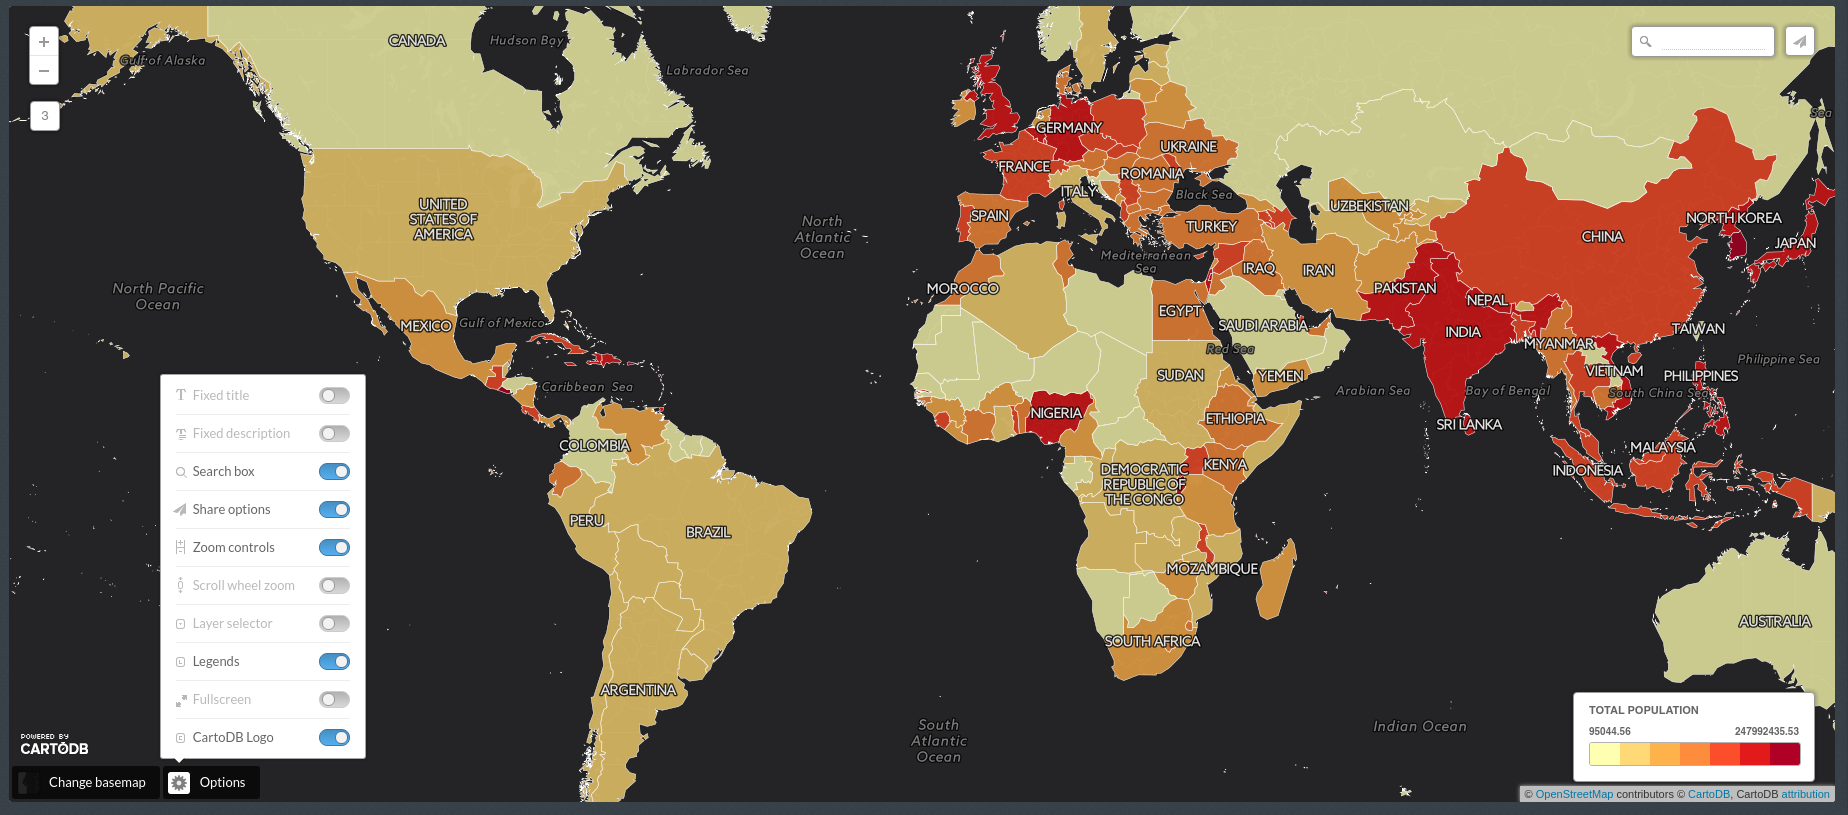 +
−
3
CANADA
Hudson Bay
Gulf of Alaska
Labrador Sea
Sea
GERMANY
UKRAINE
FRANCE
ROMANIA
ITALY
Black Sea
UZBEKISTAN
UNITED
STATES OF
AMERICA
SPAIN
TURKEY
NORTH KOREA
CHINA
JAPAN
North
Atlantic
Ocean
Mediterranean
Sea
IRAQ
IRAN
North Pacific
Ocean
MOROCCO
PAKISTAN
NEPAL
EGYPT
MEXICO
Gulf of Mexico
SAUDI ARABIA
INDIA
TAIWAN
Red Sea
MYANMAR
Philippine Sea
Caribbean Sea
SUDAN
YEMEN
VIETNAM
PHILIPPINES
Arabian Sea
Bay of Bengal
South China Sea
NIGERIA
ETHIOPIA
SRI LANKA
COLOMBIA
MALAYSIA
KENYA
DEMOCRATIC
REPUBLIC OF
THE CONGO
INDONESIA
PERU
BRAZIL
MOZAMBIQUE
AUSTRALIA
SOUTH AFRICA
ARGENTINA
South
Atlantic
Ocean
Indian Ocean
Fixed title
Fixed description
Search box
Share options
Zoom controls
Scroll wheel zoom
Layer selector
Legends
Fullscreen
CartoDB Logo
POWERED BY
CARTODB
Change basemap
Options
TOTAL POPULATION
95044.56
247992435.53
© OpenStreetMap contributors © CartoDB, CartoDB attribution